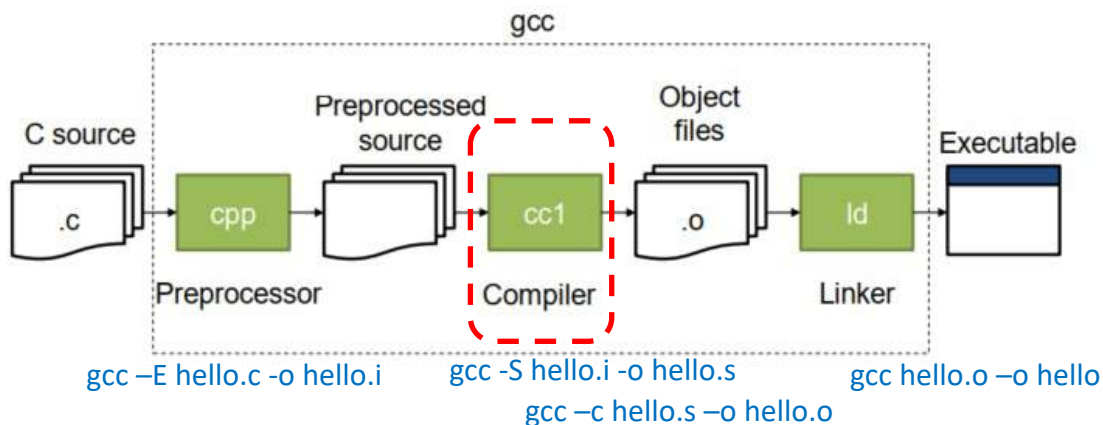 gcc
C source
Preprocessed
source
Object
files
Executable
.c
cpp
cc1
.o
ld
Preprocessor
Compiler
Linker
gcc –E hello.c -o hello.i
gcc -S hello.i -o hello.s
gcc hello.o –o hello
gcc –c hello.s –o hello.o